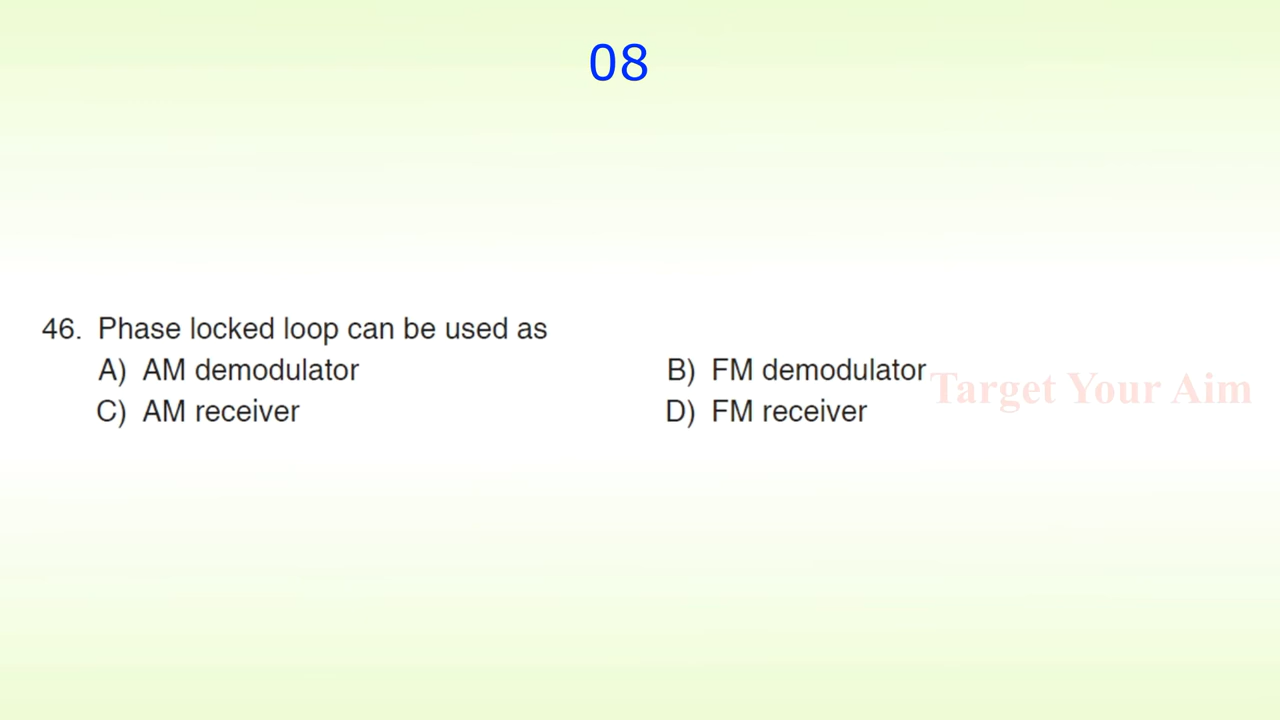 08
46. Phase locked loop can be used as
A) AM demodulator B) FM demodulator
Target Your Aim
C) AM receiver D) FM receiver